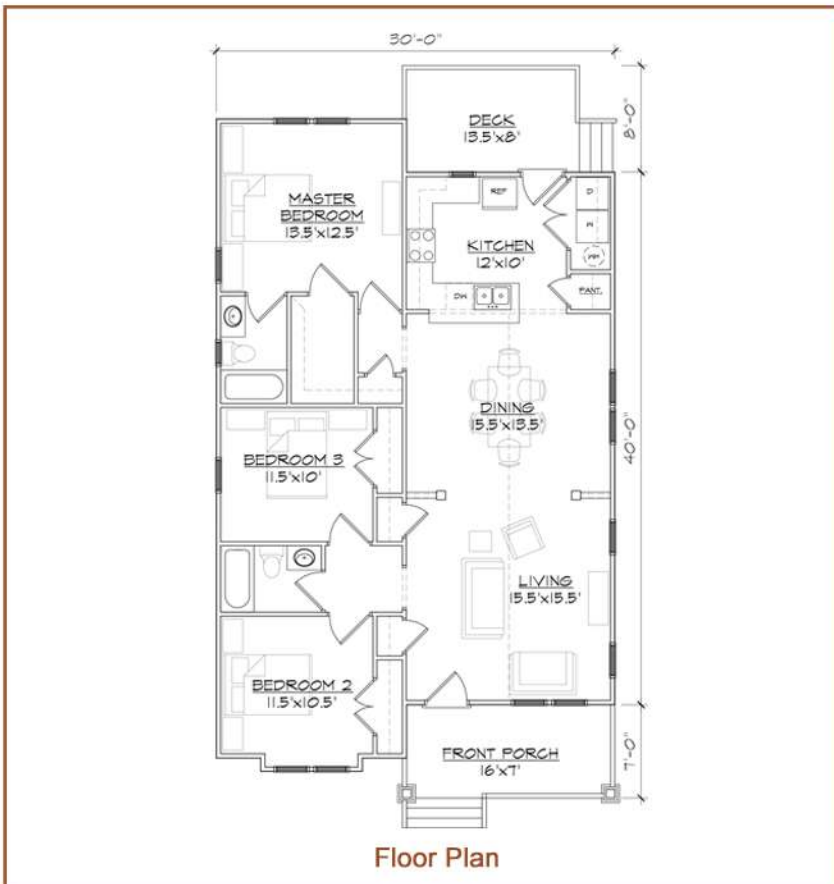 30'-0"
DECK
13.5'x8'
8'-0"
MASTER
BEDROOM
13.5'x12.5'
REF
D
W
WH
KITCHEN
12'x10'
DW
PANT.
DINING
15.5'x13.5'
40'-0"
BEDROOM 3
11.5'x10'
LIVING
15.5'x15.5'
BEDROOM 2
11.5'x10.5'
FRONT PORCH
16'x7'
7'-0"
Floor Plan